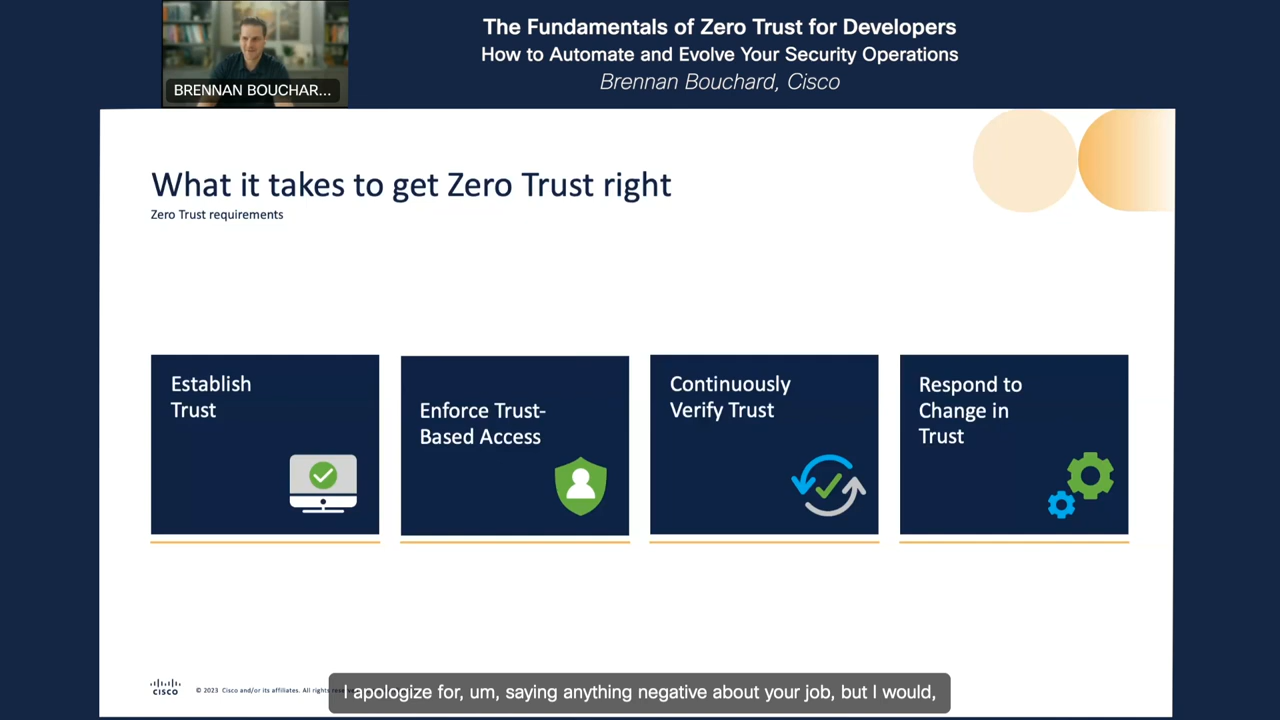 The Fundamentals of Zero Trust for Developers
How to Automate and Evolve Your Security Operations
Brennan Bouchard, Cisco
BRENNAN BOUCHAR...
What it takes to get Zero Trust right
Zero Trust requirements
Establish
Trust
Enforce Trust-
Based Access
Continuously
Verify Trust
Respond to
Change in
Trust
CISCO
© 2023 Cisco and/or its affiliates. All rights
I apologize for, um, saying anything negative about your job, but I would,